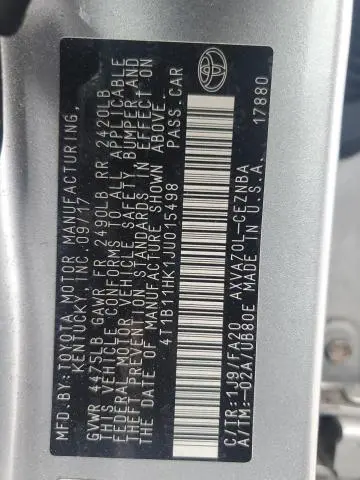 MFD. BY: TOYOTA MOTOR MANUFACTURING,
KENTUCKY, INC. 09/17
GVWR 4475LB GAWR FR 2490LB RR 2420LB
THIS VEHICLE CONFORMS TO ALL APPLICABLE
FEDERAL MOTOR VEHICLE SAFETY, BUMPER, AND
THEFT PREVENTION STANDARDS IN EFFECT ON
THE DATE OF MANUFACTURE SHOWN ABOVE.
4T1B11HK1JU015498 PASS.CAR
C/TR:1J9/FA20 AXVA70L-CEZNBA
A/TM:-02A/UB80E MADE IN U.S.A.
17880